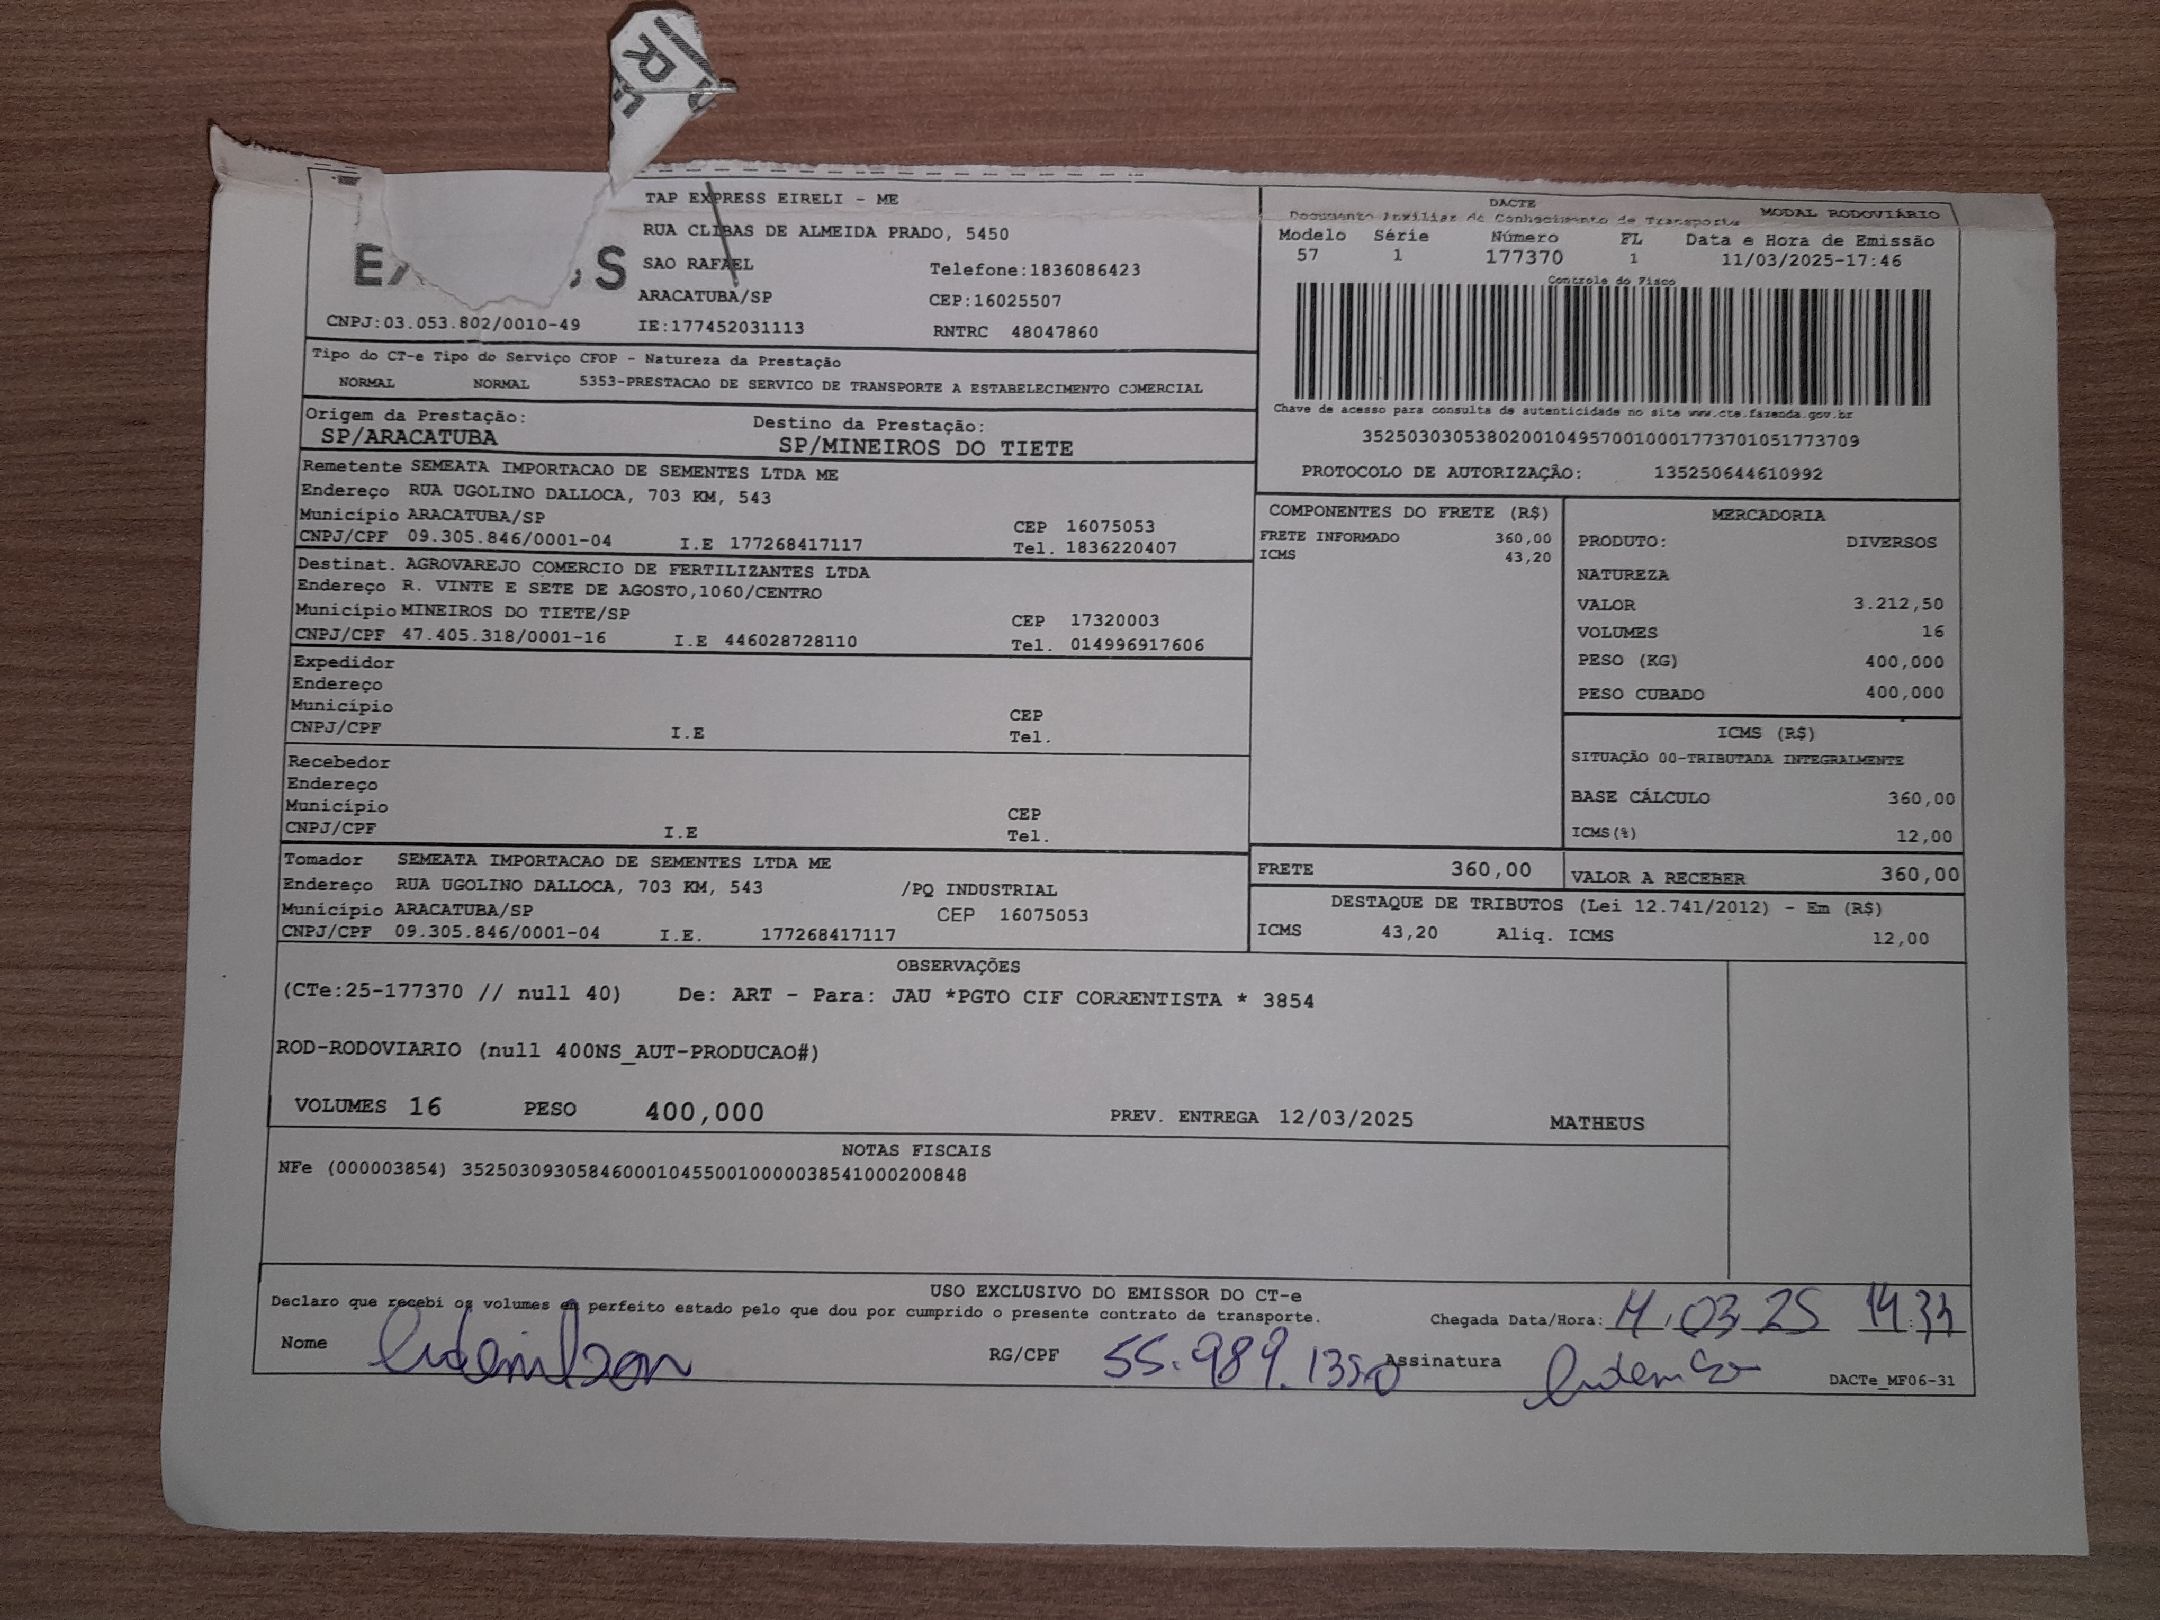 TAP EXPRESS EIRELI - ME
RUA CLIBAS DE ALMEIDA PRADO, 5450
SAO RAFAEL Telefone:1836086423
ARACATUBA/SP CEP:16025507
CNPJ:03.053.802/0010-49 IE:177452031113 RNTRC 48047860
DACTE
Documento Auxiliar de Conhecimento de Transporte MODAL RODOVIÁRIO
Modelo Série Número FL Data e Hora de Emissão
57 1 177370 1 11/03/2025-17:46
Controle do Fisco
Chave de acesso para consulta de autenticidade no site www.cte.fazenda.gov.br
35250303053802001049570010001773701051773709
PROTOCOLO DE AUTORIZAÇÃO: 135250644610992
Tipo do CT-e Tipo do Serviço CFOP - Natureza da Prestação
NORMAL NORMAL 5353-PRESTACAO DE SERVICO DE TRANSPORTE A ESTABELECIMENTO COMERCIAL
Origem da Prestação: Destino da Prestação:
SP/ARACATUBA SP/MINEIROS DO TIETE
Remetente SEMEATA IMPORTACAO DE SEMENTES LTDA ME
Endereço RUA UGOLINO DALLOCA, 703 KM, 543
Município ARACATUBA/SP CEP 16075053
CNPJ/CPF 09.305.846/0001-04 I.E 177268417117 Tel. 1836220407
Destinat. AGROVAREJO COMERCIO DE FERTILIZANTES LTDA
Endereço R. VINTE E SETE DE AGOSTO,1060/CENTRO
Município MINEIROS DO TIETE/SP CEP 17320003
CNPJ/CPF 47.405.318/0001-16 I.E 446028728110 Tel. 014996917606
Expedidor
Endereço
Município CEP
CNPJ/CPF I.E Tel.
Recebedor
Endereço
Município CEP
CNPJ/CPF I.E Tel.
Tomador SEMEATA IMPORTACAO DE SEMENTES LTDA ME
Endereço RUA UGOLINO DALLOCA, 703 KM, 543 /PQ INDUSTRIAL
Município ARACATUBA/SP CEP 16075053
CNPJ/CPF 09.305.846/0001-04 I.E. 177268417117
COMPONENTES DO FRETE (R$)
FRETE INFORMADO 360,00
ICMS 43,20
MERCADORIA
PRODUTO: DIVERSOS
NATUREZA
VALOR 3.212,50
VOLUMES 16
PESO (KG) 400,000
PESO CUBADO 400,000
ICMS (R$)
SITUAÇÃO 00-TRIBUTADA INTEGRALMENTE
BASE CÁLCULO 360,00
ICMS(%) 12,00
FRETE 360,00 VALOR A RECEBER 360,00
DESTAQUE DE TRIBUTOS (Lei 12.741/2012) - Em (R$)
ICMS 43,20 Aliq. ICMS 12,00
OBSERVAÇÕES
(CTe:25-177370 // null 40) De: ART - Para: JAU *PGTO CIF CORRENTISTA * 3854
ROD-RODOVIARIO (null 400NS_AUT-PRODUCAO#)
VOLUMES 16 PESO 400,000 PREV. ENTREGA 12/03/2025 MATHEUS
NOTAS FISCAIS
NFe (000003854) 35250309305846000104550010000038541000200848
USO EXCLUSIVO DO EMISSOR DO CT-e
Declaro que recebi os volumes em perfeito estado pelo que dou por cumprido o presente contrato de transporte.
Chegada Data/Hora: 03 25
Nome RG/CPF 55.989. Assinatura
DACTe_MF06-31